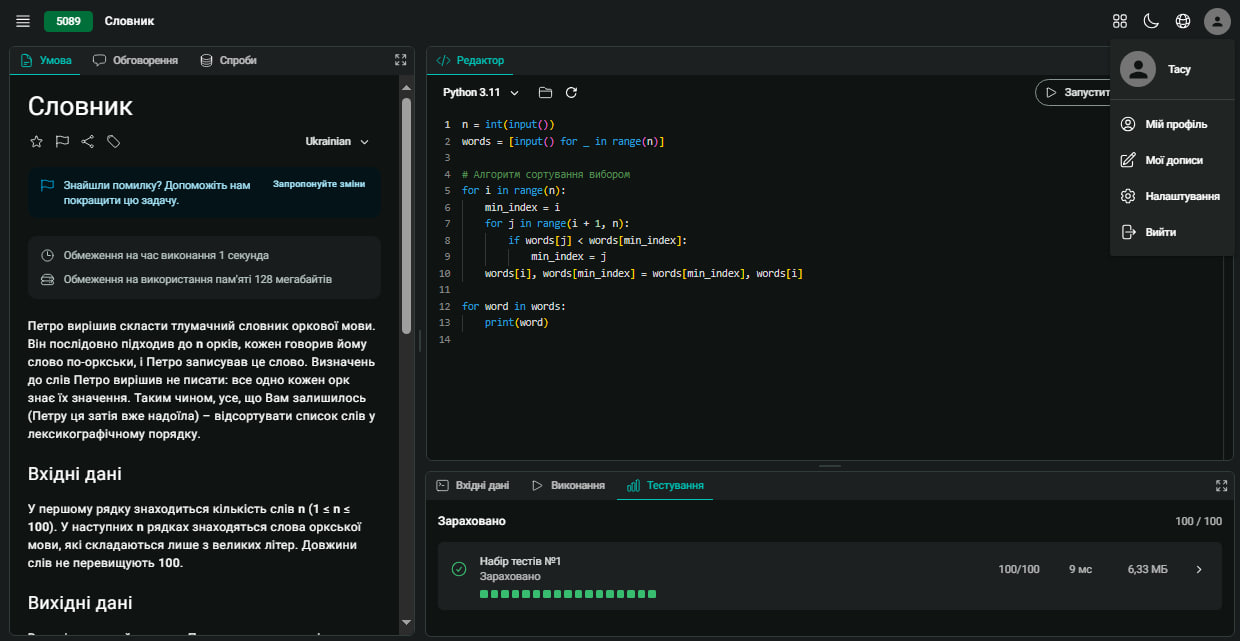 5089 Словник
Умова Обговорення Спроби
Словник
Ukrainian
Знайшли помилку? Допоможіть нам
покращити цю задачу.
Запропонуйте зміни
Обмеження на час виконання 1 секунда
Обмеження на використання пам'яті 128 мегабайтів
Петро вирішив скласти тлумачний словник оркової мови.
Він послідовно підходив до n орків, кожен говорив йому
слово по-оркськи, і Петро записував це слово. Визначень
до слів Петро вирішив не писати: все одно кожен орк
знає їх значення. Таким чином, усе, що Вам залишилось
(Петру ця затія вже надоїла) – відсортувати список слів у
лексикографічному порядку.
Вхідні дані
У першому рядку знаходиться кількість слів n (1 ≤ n ≤
100). У наступних n рядках знаходяться слова оркської
мови, які складаються лише з великих літер. Довжини
слів не перевищують 100.
Вихідні дані
Редактор
Python 3.11
Запустит
1 n = int(input())
2 words = [input() for _ in range(n)]
3
4 # Алгоритм сортування вибором
5 for i in range(n):
6 min_index = i
7 for j in range(i + 1, n):
8 if words[j] < words[min_index]:
9 min_index = j
10 words[i], words[min_index] = words[min_index], words[i]
11
12 for word in words:
13 print(word)
14
Тасу
Мій профіль
Мої дописи
Налаштування
Вийти
Вхідні дані Виконання Тестування
Зараховано 100 / 100
Набір тестів №1
Зараховано
100/100 9 мс 6,33 МБ